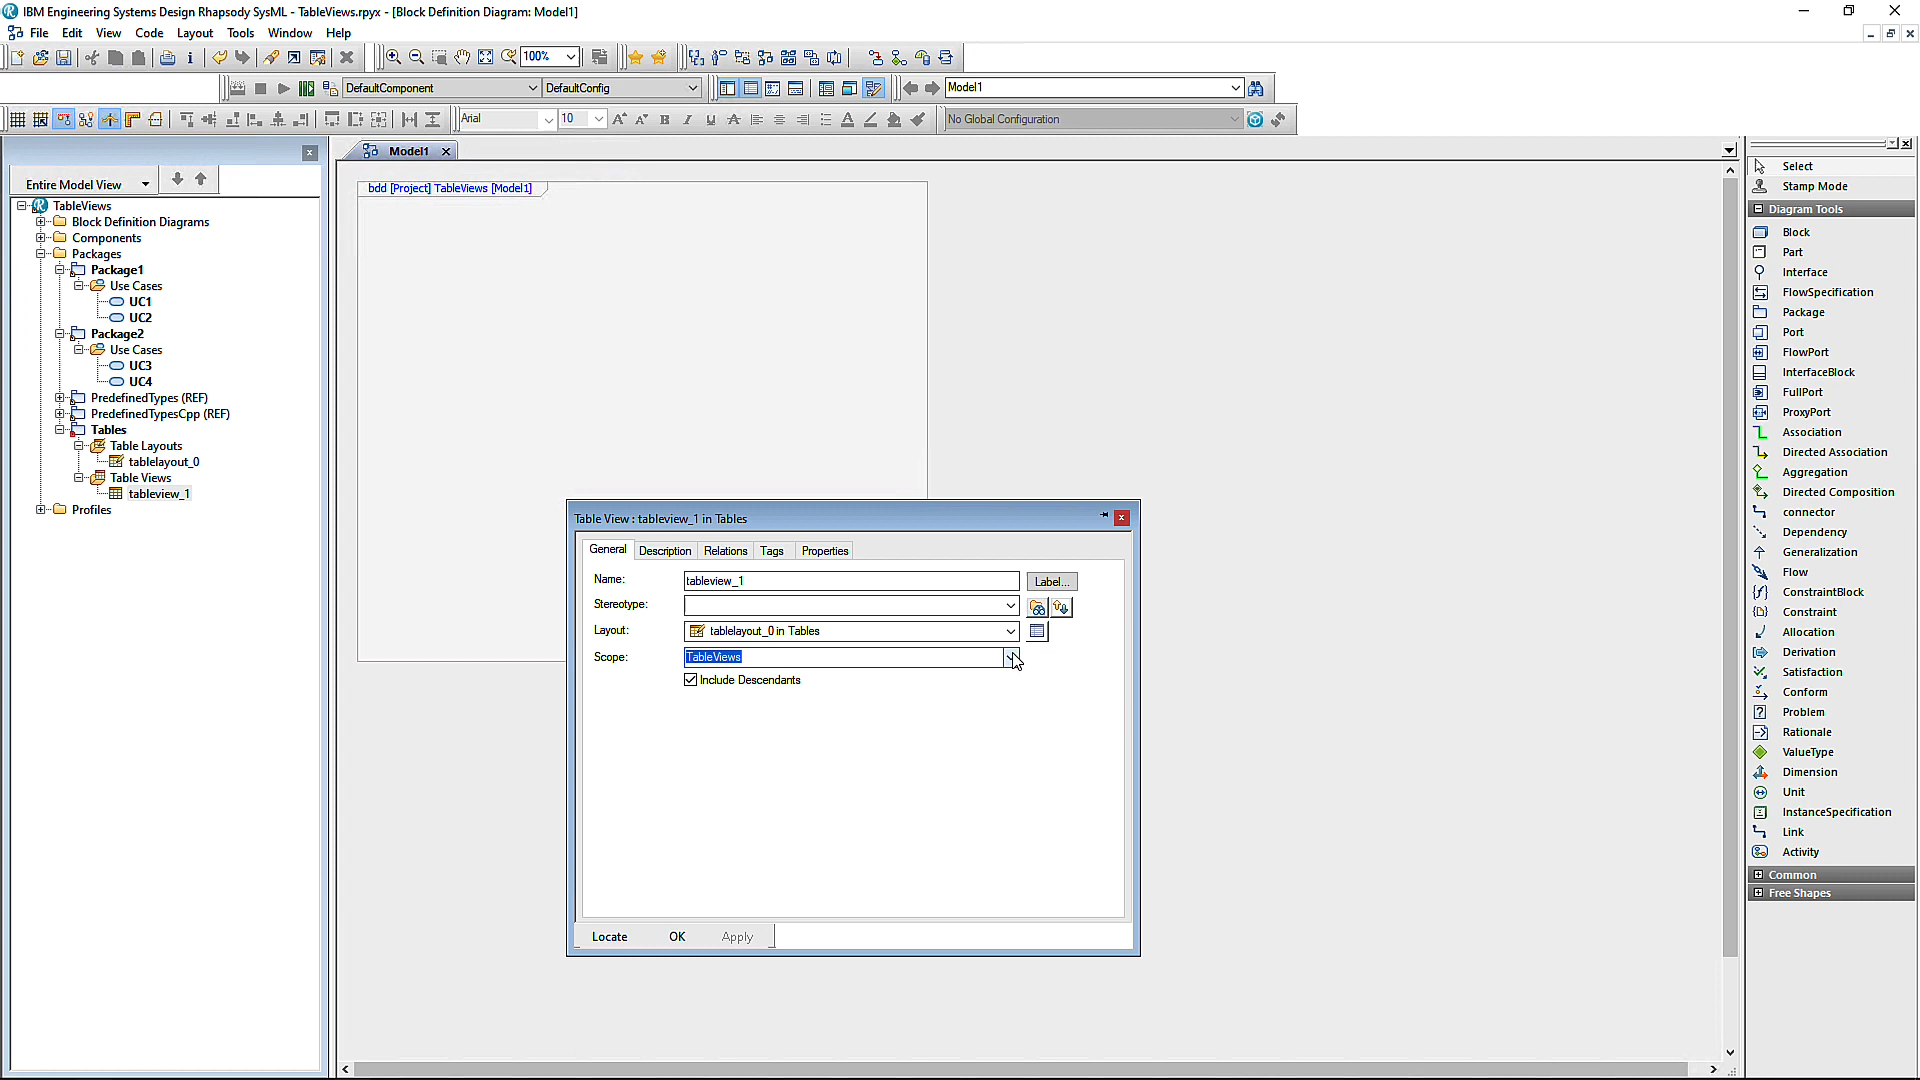 IBM Engineering Systems Design Rhapsody SysML - TableViews.rpyx - [Block Definition Diagram: Model1]
File Edit View Code Layout Tools Window Help
100%
DefaultComponent DefaultConfig Model1
Arial 10 No Global Configuration
Entire Model View
TableViews
Block Definition Diagrams
Components
Packages
Package1
Use Cases
UC1
UC2
Package2
Use Cases
UC3
UC4
PredefinedTypes (REF)
PredefinedTypesCpp (REF)
Tables
Table Layouts
tablelayout_0
Table Views
tableview_1
Profiles
Model1
bdd [Project] TableViews [Model1]
Table View : tableview_1 in Tables
General Description Relations Tags Properties
Name: tableview_1 Label...
Stereotype:
Layout: tablelayout_0 in Tables
Scope: TableViews
Include Descendants
Locate OK Apply
Select
Stamp Mode
Diagram Tools
Block
Part
Interface
FlowSpecification
Package
Port
FlowPort
InterfaceBlock
FullPort
ProxyPort
Association
Directed Association
Aggregation
Directed Composition
connector
Dependency
Generalization
Flow
ConstraintBlock
Constraint
Allocation
Derivation
Satisfaction
Conform
Problem
Rationale
ValueType
Dimension
Unit
InstanceSpecification
Link
Activity
Common
Free Shapes